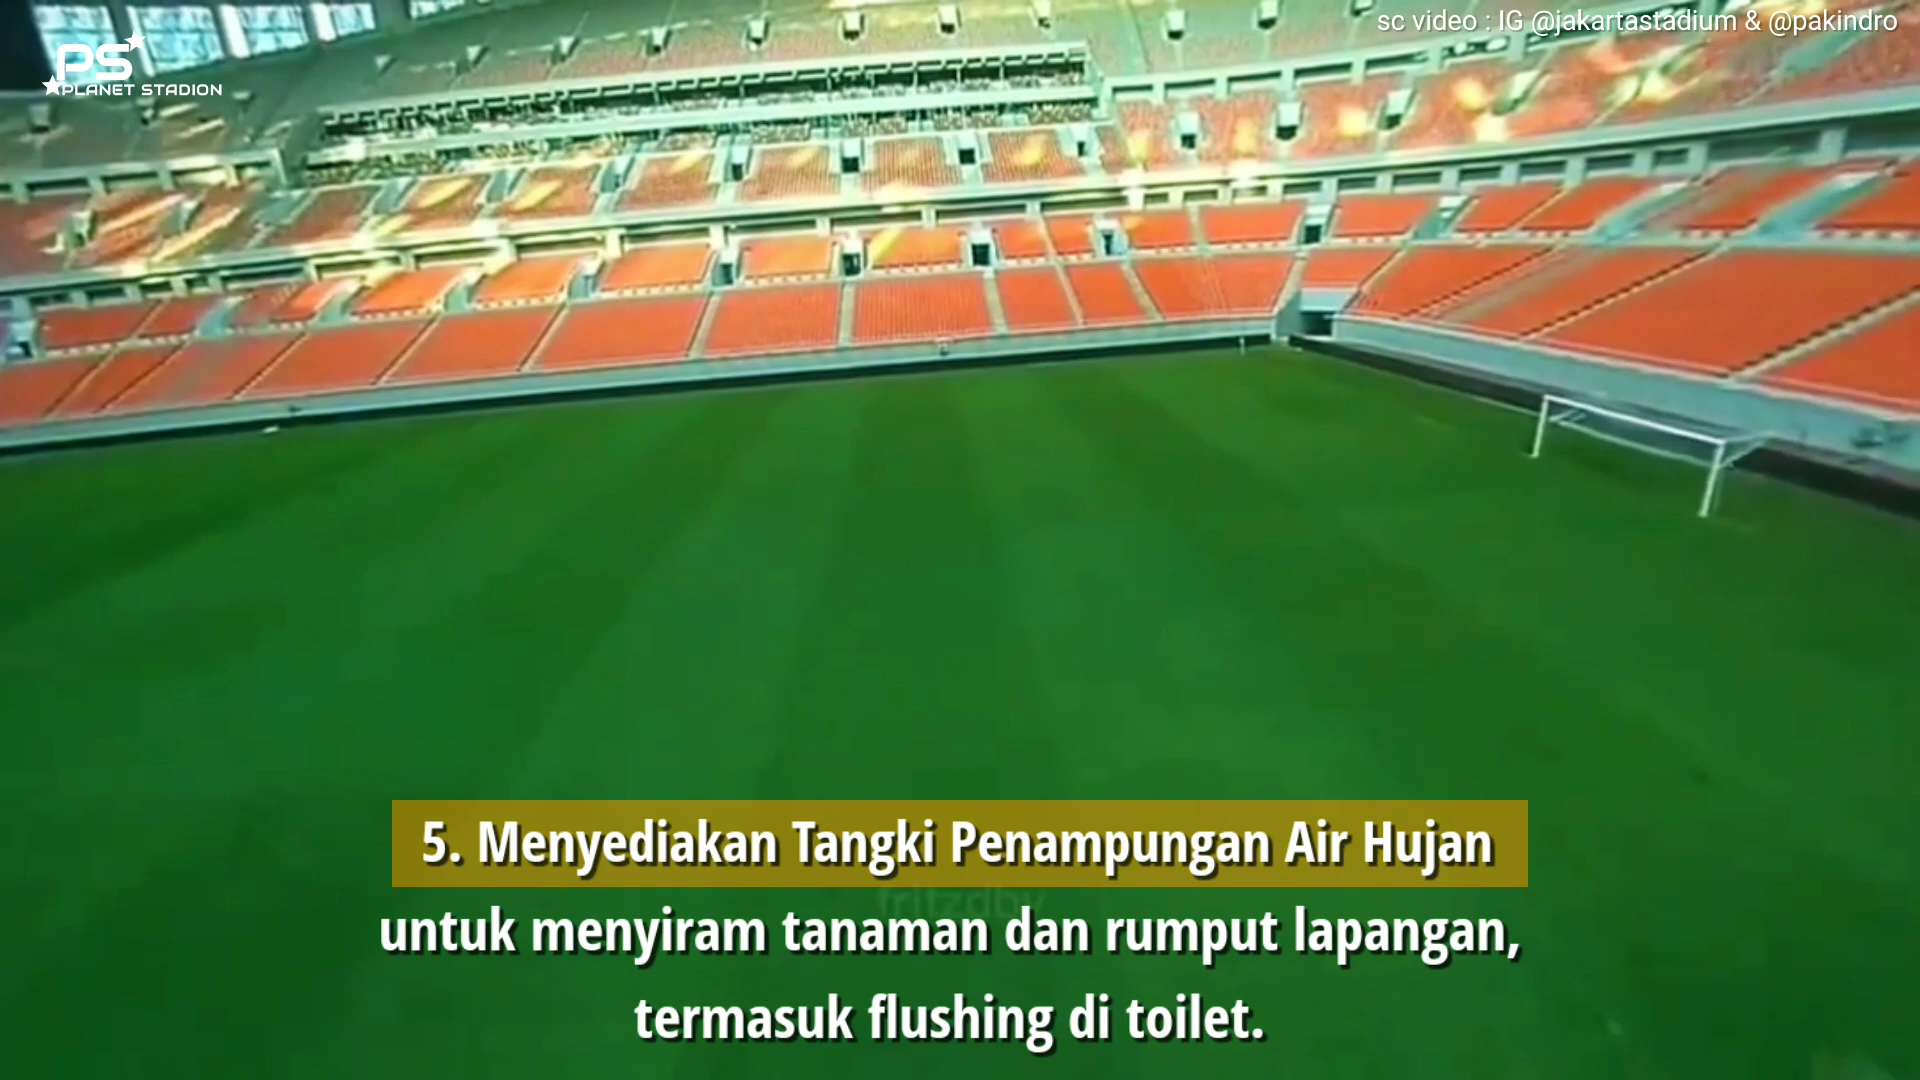 sc video : IG @jakartastadium & @pakindro
PS
PLANET STADION
5. Menyediakan Tangki Penampungan Air Hujan
untuk menyiram tanaman dan rumput lapangan,
termasuk flushing di toilet.